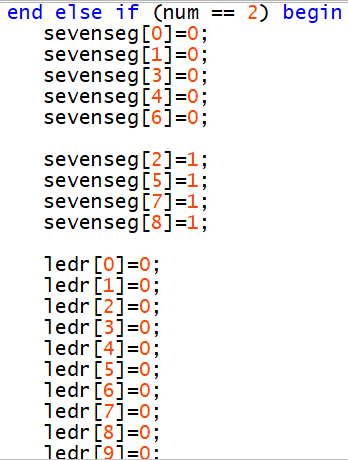 end else if (num == 2) begin
sevenseg[0]=0;
sevenseg[1]=0;
sevenseg[3]=0;
sevenseg[4]=0;
sevenseg[6]=0;
sevenseg[2]=1;
sevenseg[5]=1;
sevenseg[7]=1;
sevenseg[8]=1;
ledr[0]=0;
ledr[1]=0;
ledr[2]=0;
ledr[3]=0;
ledr[4]=0;
ledr[5]=0;
ledr[6]=0;
ledr[7]=0;
ledr[8]=0;
ledr[9]=0;